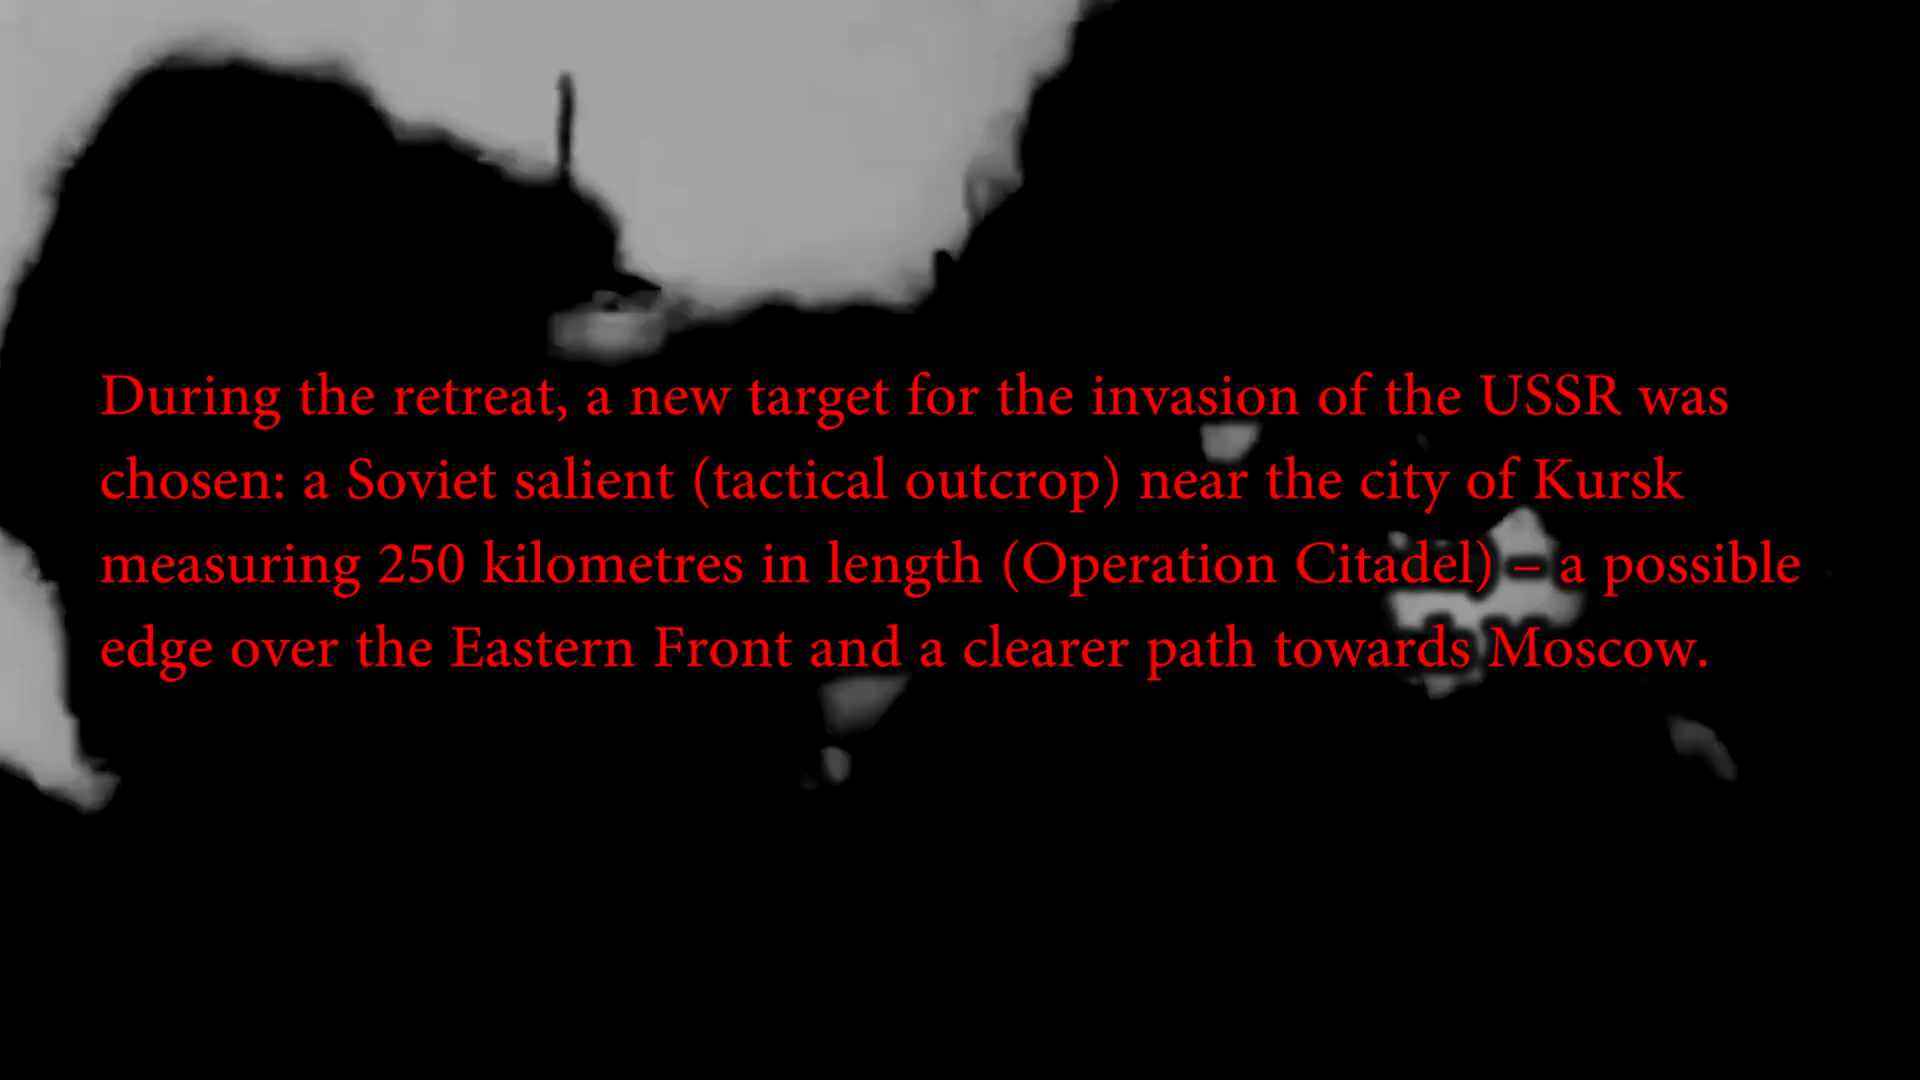 During the retreat, a new target for the invasion of the USSR was
chosen: a Soviet salient (tactical outcrop) near the city of Kursk
measuring 250 kilometres in length (Operation Citadel) – a possible
edge over the Eastern Front and a clearer path towards Moscow.